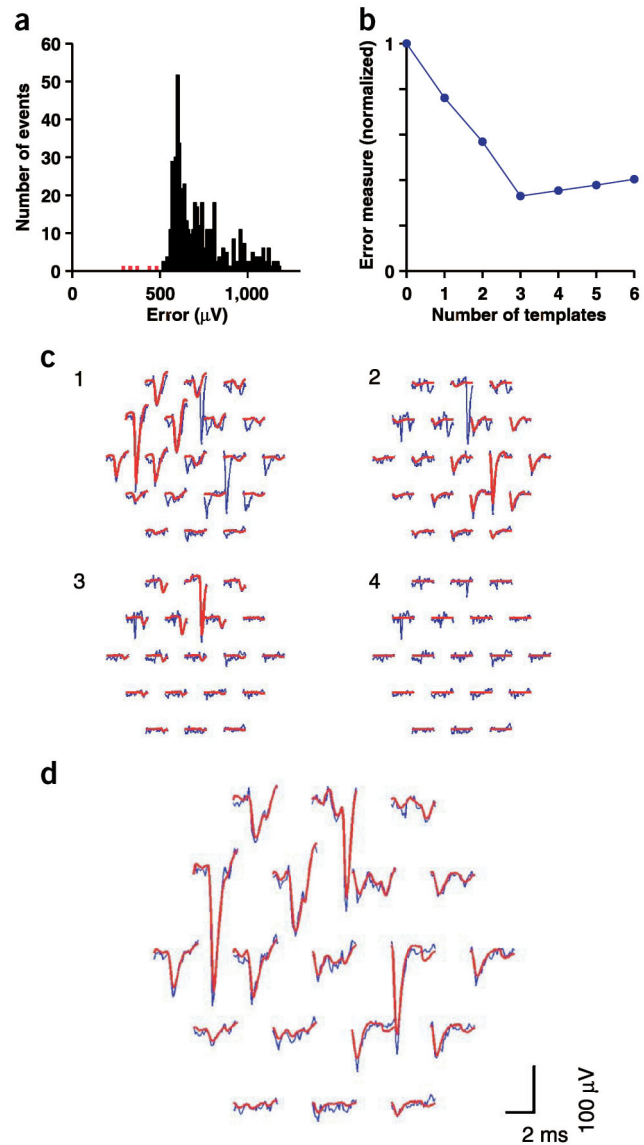 a
Number of events
60
50
40
30
20
10
0
0
500
1,000
Error (μV)
b
Error measure (normalized)
1
0
0
1
2
3
4
5
6
Number of templates
c
1
2
3
4
d
100 μV
2 ms